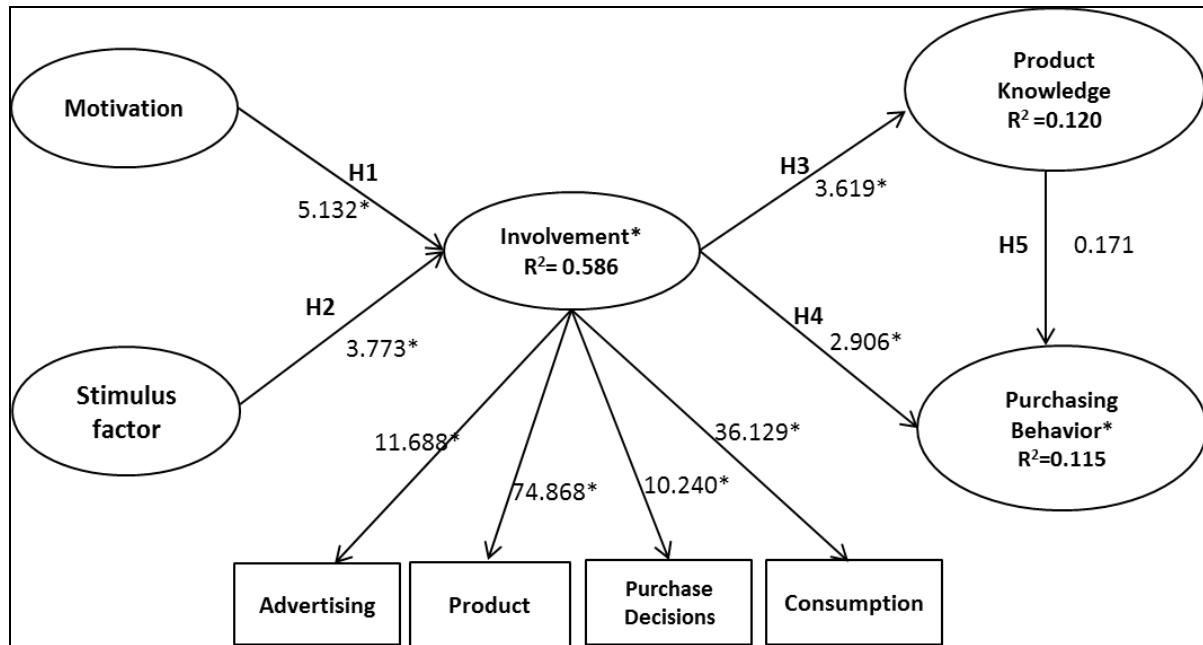 Motivation
Product
Knowledge
R² =0.120
H1
5.132*
H3
3.619*
Involvement*
R²= 0.586
H5 0.171
H2
3.773*
H4
2.906*
Stimulus
factor
Purchasing
Behavior*
R²=0.115
11.688*
74.868*
10.240*
36.129*
Advertising
Product
Purchase
Decisions
Consumption